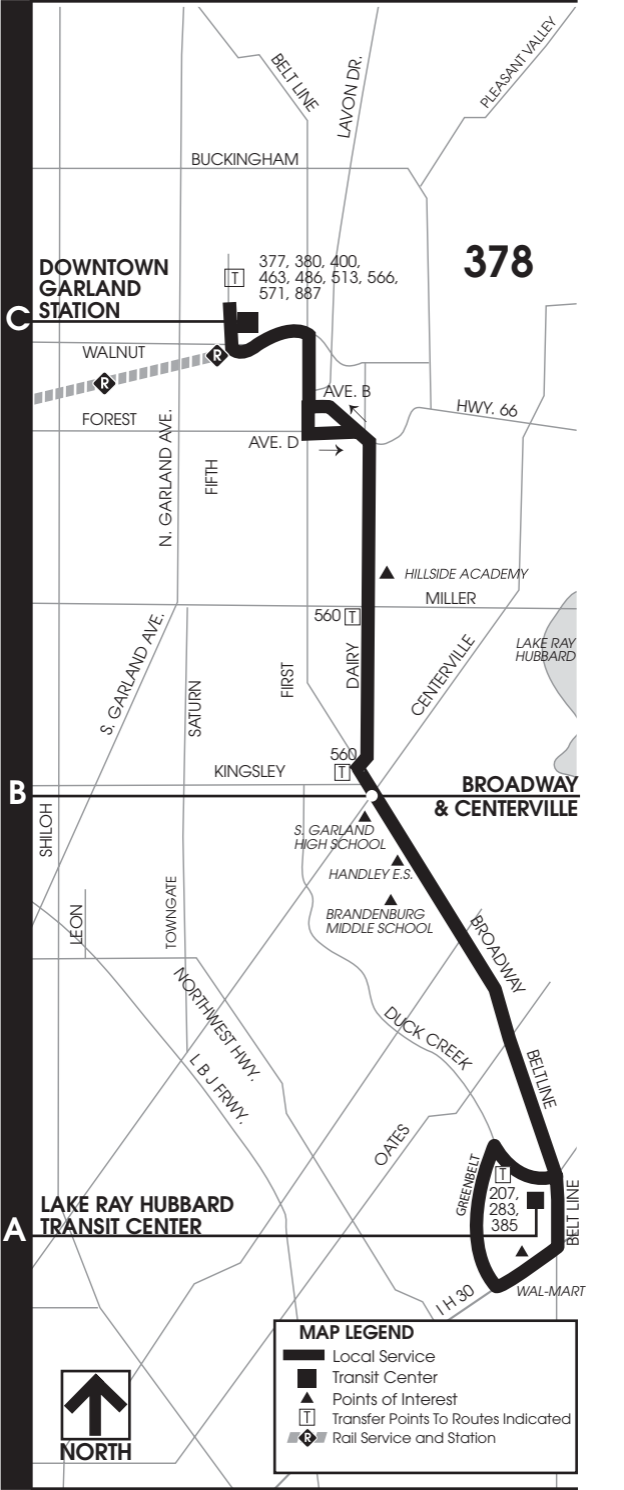 BELT LINE
LAVON DR.
PLEASANT VALLEY
BUCKINGHAM
378
DOWNTOWN
GARLAND
STATION
C
T
377, 380, 400,
463, 486, 513, 566,
571, 887
WALNUT
R
R
AVE. B
HWY. 66
FOREST
AVE. D
N. GARLAND AVE.
FIFTH
HILLSIDE ACADEMY
MILLER
560 T
LAKE RAY
HUBBARD
S. GARLAND AVE.
SATURN
FIRST
DAIRY
CENTERVILLE
560
T
KINGSLEY
B
BROADWAY
& CENTERVILLE
SHILOH
S. GARLAND
HIGH SCHOOL
HANDLEY E.S.
BRANDENBURG
MIDDLE SCHOOL
LEON
TOWNGATE
BROADWAY
NORTHWEST HWY.
DUCK CREEK
L B J FRWY.
BELTLINE
OATES
GREENBELT
T
207,
283,
385
BELT LINE
LAKE RAY HUBBARD
TRANSIT CENTER
A
WAL-MART
I H 30
MAP LEGEND
Local Service
Transit Center
Points of Interest
T Transfer Points To Routes Indicated
R Rail Service and Station
NORTH